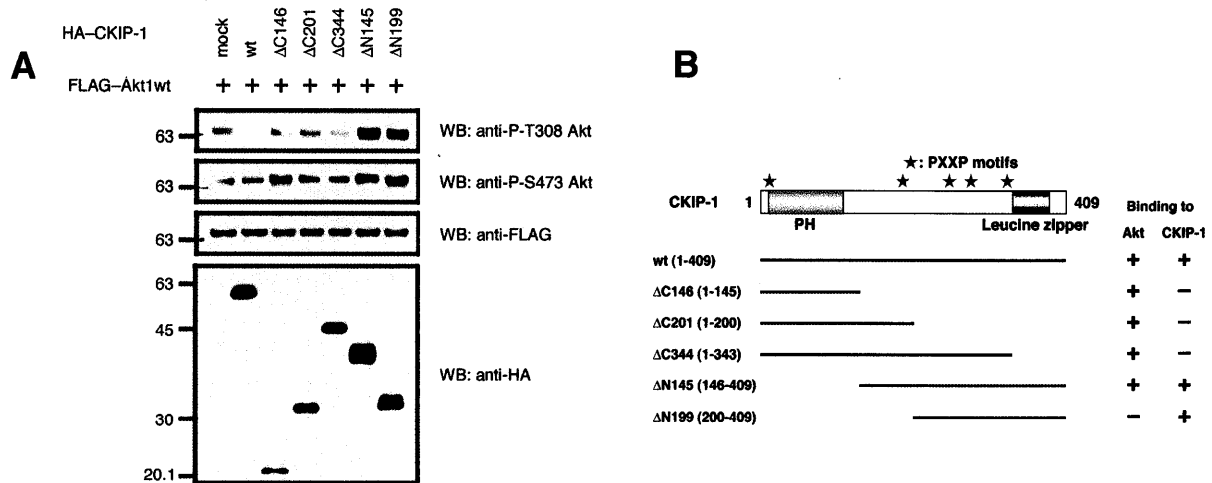 A
HA–CKIP-1
mock
wt
ΔC146
ΔC201
ΔC344
ΔN145
ΔN199
FLAG–Akt1wt + + + + + + +
63
WB: anti-P-T308 Akt
63
WB: anti-P-S473 Akt
63
WB: anti-FLAG
63
45
30
20.1
WB: anti-HA
B
★: PXXP motifs
CKIP-1 1 409
PH
Leucine zipper
Binding to
Akt CKIP-1
wt (1-409) + +
ΔC146 (1-145) + −
ΔC201 (1-200) + −
ΔC344 (1-343) + −
ΔN145 (146-409) + +
ΔN199 (200-409) − +